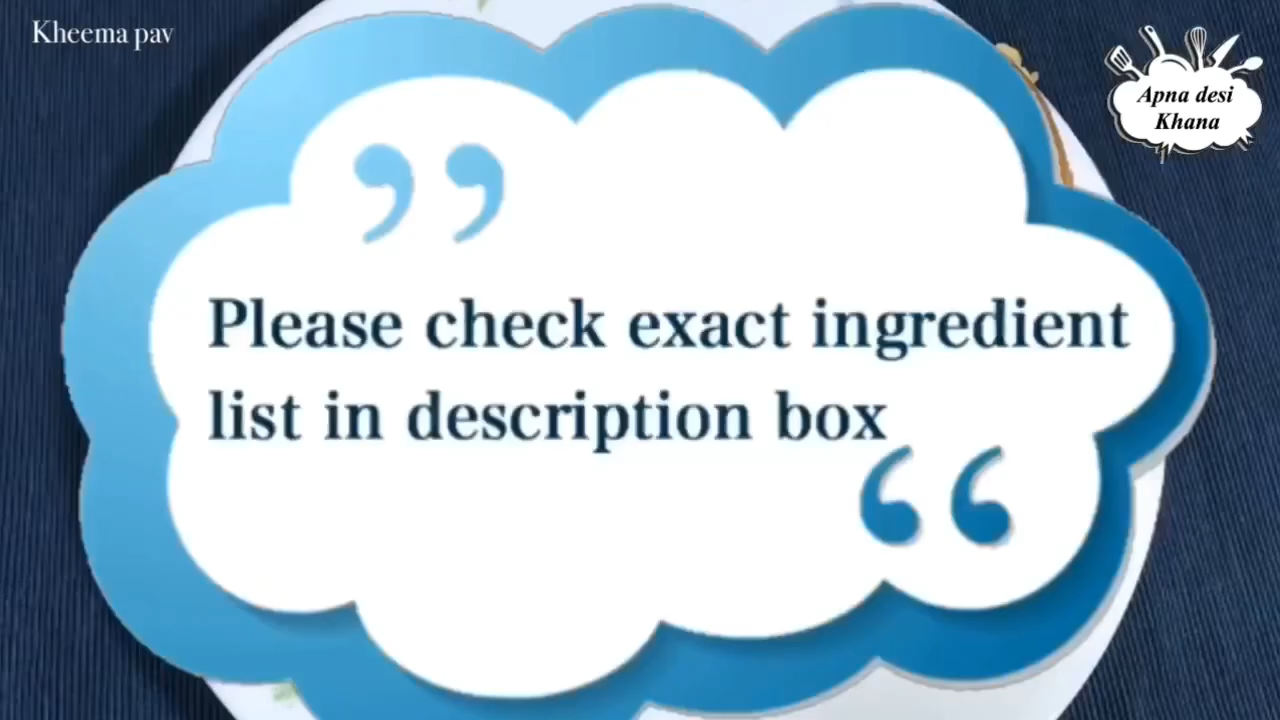 Kheema pav
Apna desi
Khana
”
Please check exact ingredient
list in description box
“